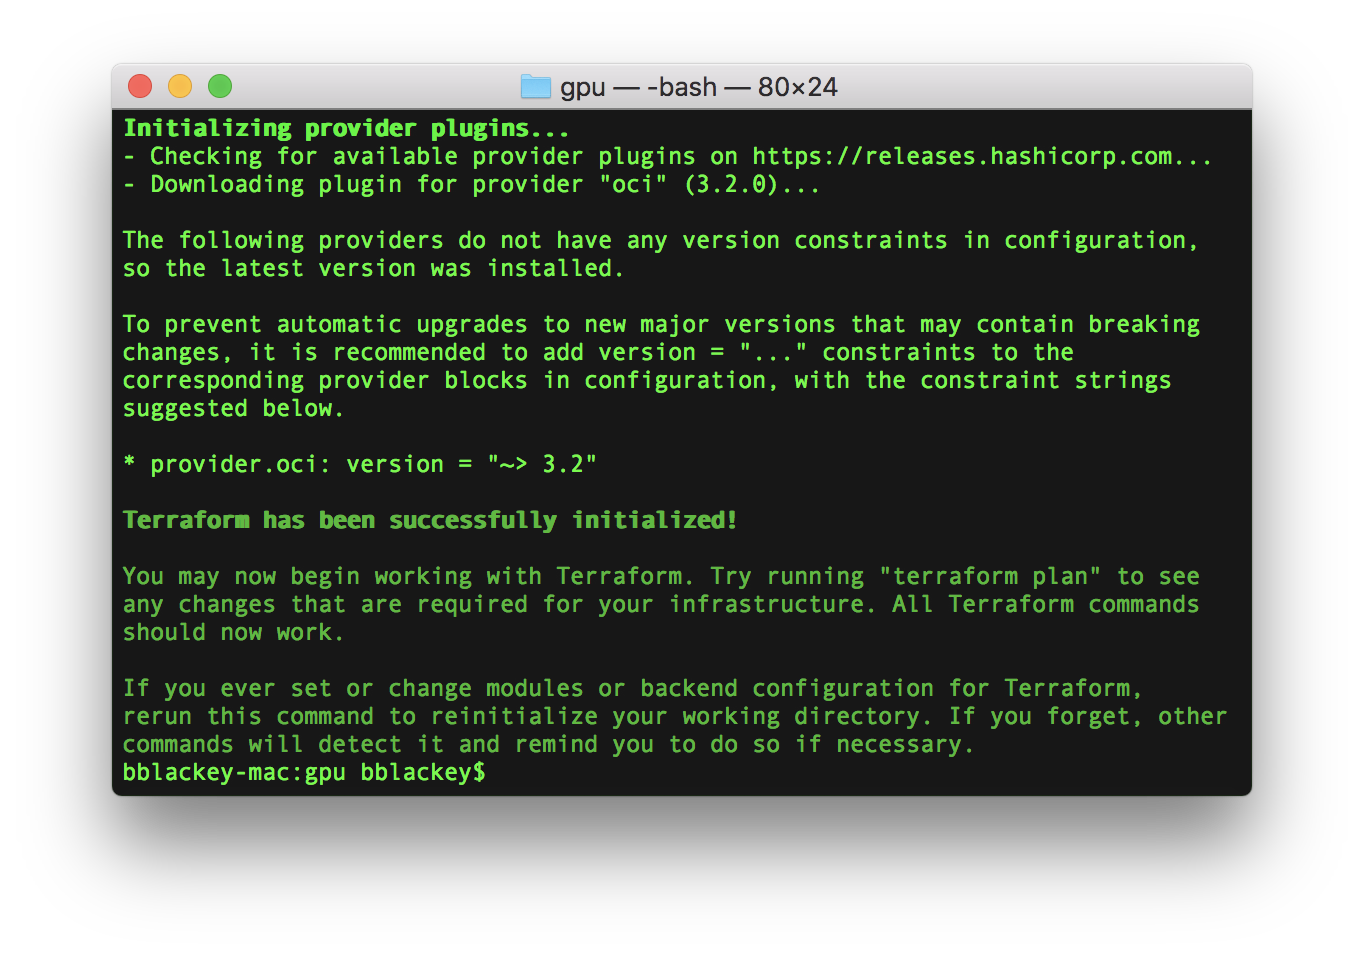 gpu — -bash — 80×24
Initializing provider plugins...
- Checking for available provider plugins on https://releases.hashicorp.com...
- Downloading plugin for provider "oci" (3.2.0)...
The following providers do not have any version constraints in configuration,
so the latest version was installed.
To prevent automatic upgrades to new major versions that may contain breaking
changes, it is recommended to add version = "..." constraints to the
corresponding provider blocks in configuration, with the constraint strings
suggested below.
* provider.oci: version = "~> 3.2"
Terraform has been successfully initialized!
You may now begin working with Terraform. Try running "terraform plan" to see
any changes that are required for your infrastructure. All Terraform commands
should now work.
If you ever set or change modules or backend configuration for Terraform,
rerun this command to reinitialize your working directory. If you forget, other
commands will detect it and remind you to do so if necessary.
bblackey-mac:gpu bblackey$